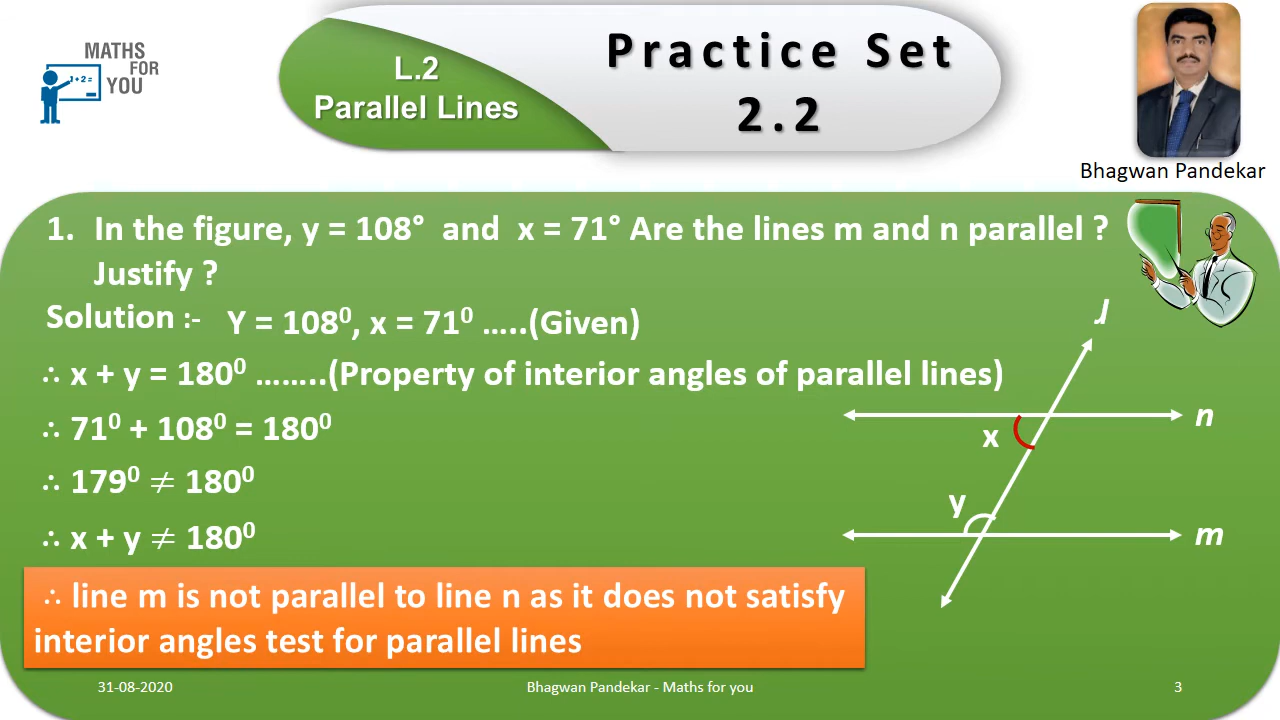 MATHS
FOR
YOU
1+2=
L.2
Parallel Lines
Practice Set
2.2
Bhagwan Pandekar
1. In the figure, y = 108° and x = 71° Are the lines m and n parallel ?
Justify ?
Solution :- Y = 108⁰, x = 71⁰ …..(Given)
∴ x + y = 180⁰ ……..(Property of interior angles of parallel lines)
∴ 71⁰ + 108⁰ = 180⁰
∴ 179⁰ ≠ 180⁰
∴ x + y ≠ 180⁰
∴ line m is not parallel to line n as it does not satisfy
interior angles test for parallel lines
l
n
x
y
m
31-08-2020
Bhagwan Pandekar - Maths for you
3